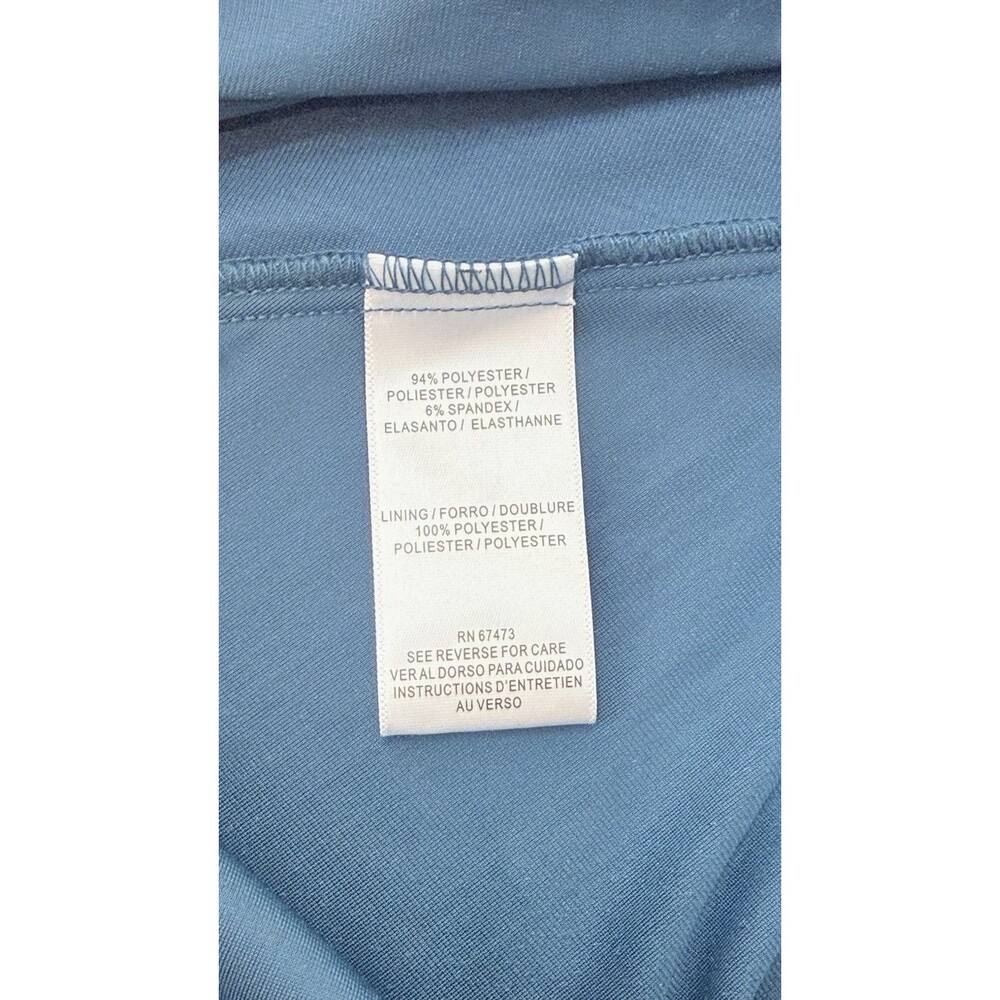 94% POLYESTER /
POLIESTER / POLYESTER
6% SPANDEX /
ELASANTO / ELASTHANNE
LINING / FORRO / DOUBLURE
100% POLYESTER /
POLIESTER / POLYESTER
RN 67473
SEE REVERSE FOR CARE
VER AL DORSO PARA CUIDADO
INSTRUCTIONS D'ENTRETIEN
AU VERSO